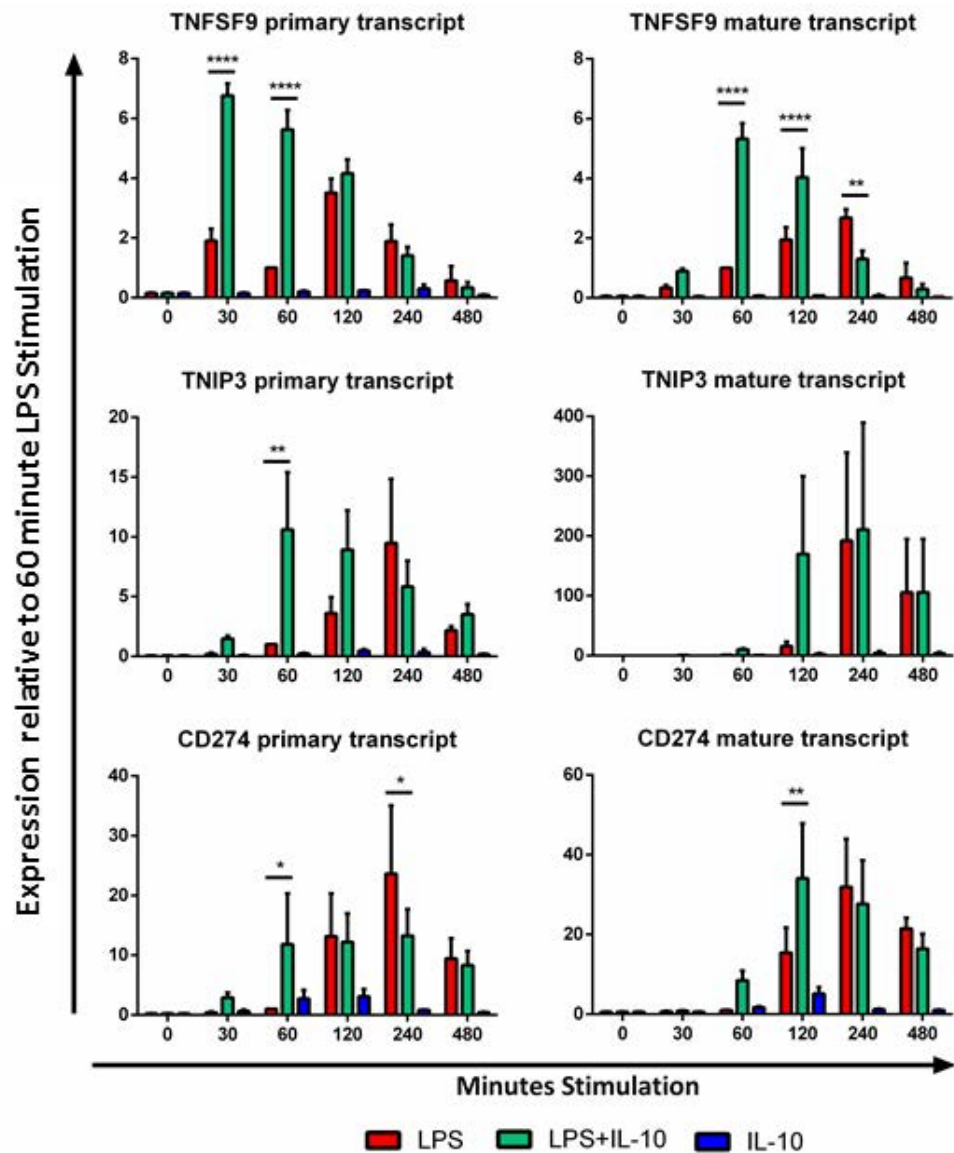 TNFSF9 primary transcript
8
6
4
2
0
**** ****
0 30 60 120 240 480
TNFSF9 mature transcript
8
6
4
2
0
**** **** **
0 30 60 120 240 480
TNIP3 primary transcript
20
15
10
5
0
**
0 30 60 120 240 480
TNIP3 mature transcript
400
300
200
100
0
0 30 60 120 240 480
CD274 primary transcript
40
30
20
10
0
* *
0 30 60 120 240 480
CD274 mature transcript
60
40
20
0
**
0 30 60 120 240 480
Expression relative to 60 minute LPS Stimulation
Minutes Stimulation
LPS LPS+IL-10 IL-10